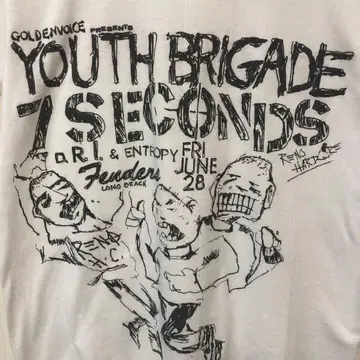 GOLDENVOICE PRESENTS
YOUTH BRIGADE
7 SECONDS
D.R.I. & ENTROPY
FRI
JUNE
28
Fenders
LONG BEACH
RENO
HARDCORE
RENO